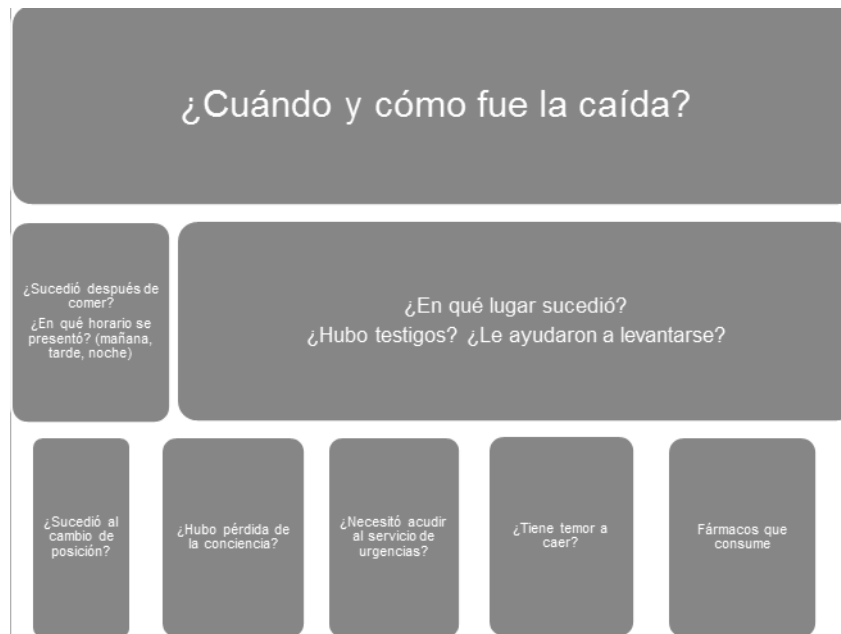 ¿Cuándo y cómo fue la caída?
¿Sucedió después de
comer?
¿En qué horario se
presentó? (mañana,
tarde, noche)
¿En qué lugar sucedió?
¿Hubo testigos? ¿Le ayudaron a levantarse?
¿Sucedió al
cambio de
posición?
¿Hubo pérdida de
la conciencia?
¿Necesitó acudir
al servicio de
urgencias?
¿Tiene temor a
caer?
Fármacos que
consume